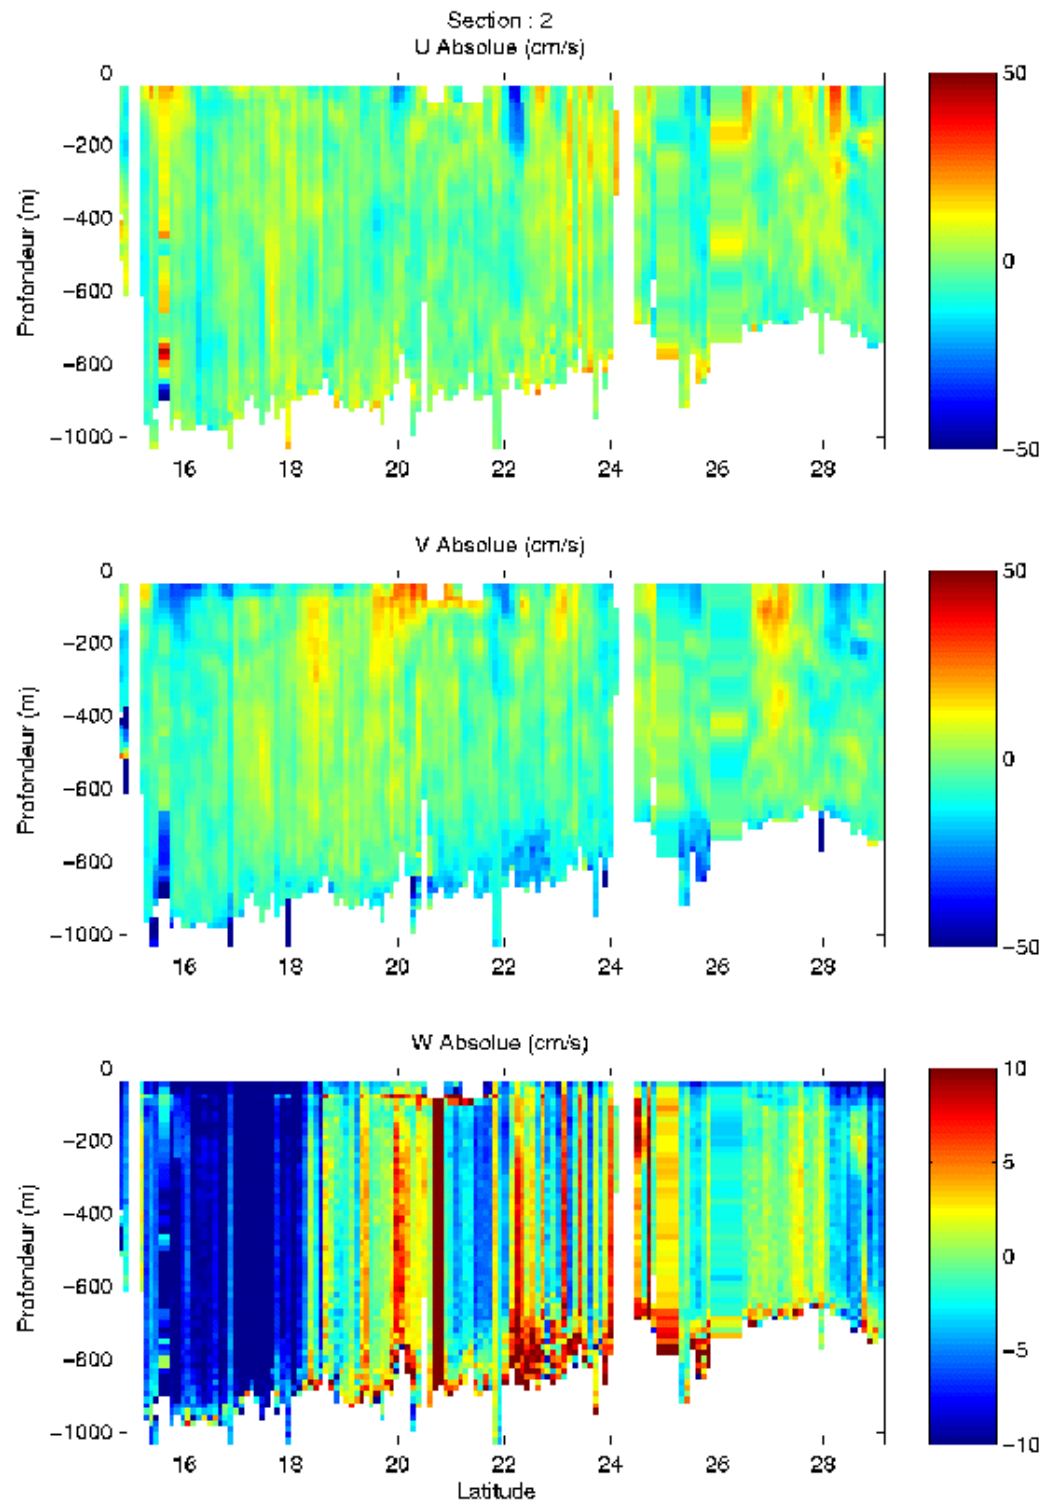 Section : 2
U Absolue (cm/s)
0
−200
−400
−600
−800
−1000
Profondeur (m)
16 18 20 22 24 26 28
50
0
−50
V Absolue (cm/s)
0
−200
−400
−600
−800
−1000
Profondeur (m)
16 18 20 22 24 26 28
50
0
−50
W Absolue (cm/s)
0
−200
−400
−600
−800
−1000
Profondeur (m)
16 18 20 22 24 26 28
Latitude
10
5
0
−5
−10